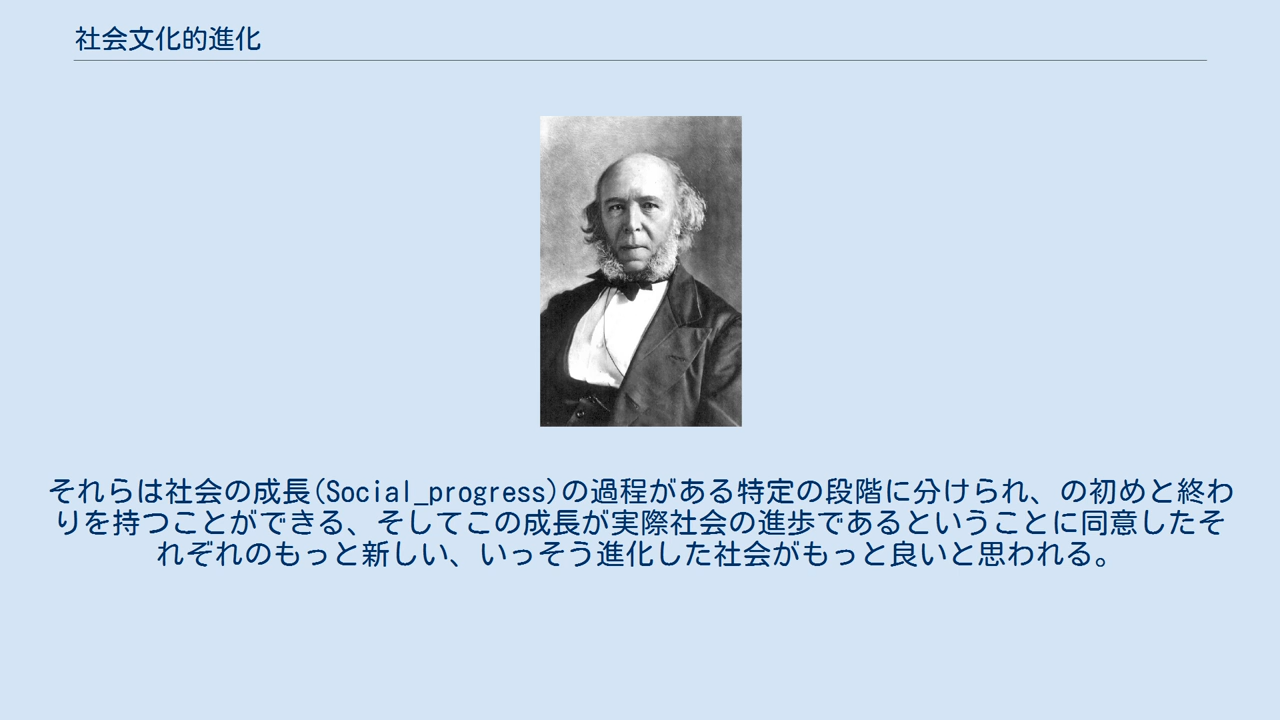 社会文化的進化
それらは社会の成長(Social_progress)の過程がある特定の段階に分けられ、の初めと終わ
りを持つことができる、そしてこの成長が実際社会の進歩であるということに同意したそ
れぞれのもっと新しい、いっそう進化した社会がもっと良いと思われる。